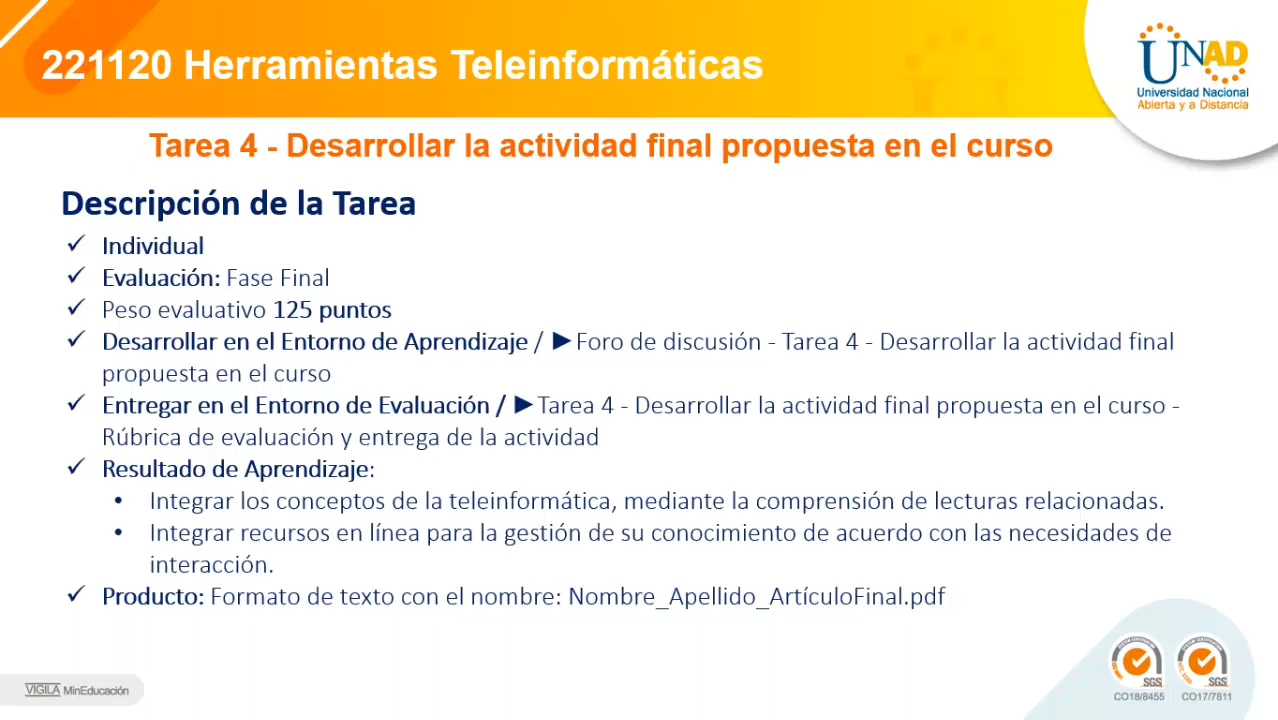 221120 Herramientas Teleinformáticas
UNAD
Universidad Nacional
Abierta y a Distancia
Tarea 4 - Desarrollar la actividad final propuesta en el curso
Descripción de la Tarea
✓ Individual
✓ Evaluación: Fase Final
✓ Peso evaluativo 125 puntos
✓ Desarrollar en el Entorno de Aprendizaje / ►Foro de discusión - Tarea 4 - Desarrollar la actividad final
propuesta en el curso
✓ Entregar en el Entorno de Evaluación / ►Tarea 4 - Desarrollar la actividad final propuesta en el curso -
Rúbrica de evaluación y entrega de la actividad
✓ Resultado de Aprendizaje:
• Integrar los conceptos de la teleinformática, mediante la comprensión de lecturas relacionadas.
• Integrar recursos en línea para la gestión de su conocimiento de acuerdo con las necesidades de
interacción.
✓ Producto: Formato de texto con el nombre: Nombre_Apellido_ArtículoFinal.pdf
VIGILA MinEducación
SGS
SGS
CO18/8455
CO17/7811